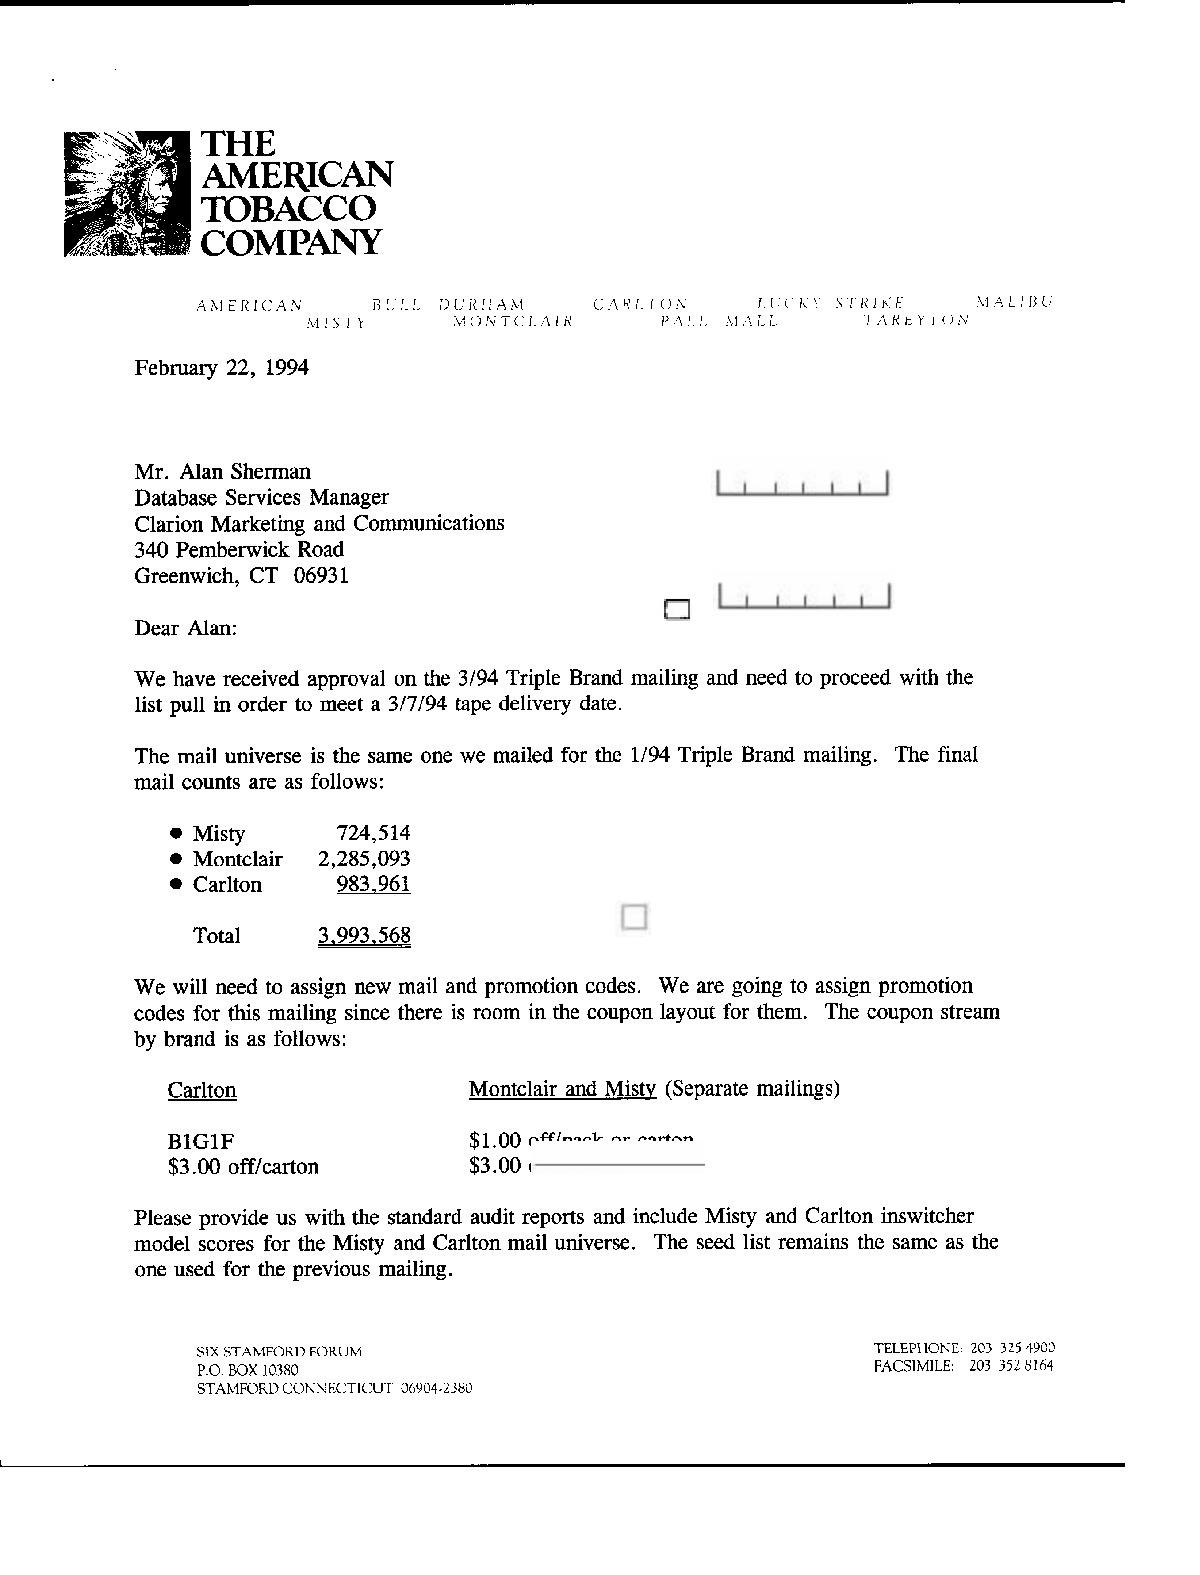 THE
AMERICAN
TOBACCO
COMPANY
AMERICAN BULL DURHAM CARLTON LUCKY STRIKE MALIBU
MISTY MONTCLAIR PALL MALL TAREYTON
February 22, 1994
Mr. Alan Sherman
Database Services Manager
Clarion Marketing and Communications
340 Pemberwick Road
Greenwich, CT 06931
Dear Alan:
We have received approval on the 3/94 Triple Brand mailing and need to proceed with the
list pull in order to meet a 3/7/94 tape delivery date.
The mail universe is the same one we mailed for the 1/94 Triple Brand mailing. The final
mail counts are as follows:
• Misty 724,514
• Montclair 2,285,093
• Carlton 983,961
Total 3,993,568
We will need to assign new mail and promotion codes. We are going to assign promotion
codes for this mailing since there is room in the coupon layout for them. The coupon stream
by brand is as follows:
Carlton Montclair and Misty (Separate mailings)
B1G1F $1.00
$3.00 off/carton $3.00
Please provide us with the standard audit reports and include Misty and Carlton inswitcher
model scores for the Misty and Carlton mail universe. The seed list remains the same as the
one used for the previous mailing.
SIX STAMFORD FORUM
P.O. BOX 10380
STAMFORD CONNECTICUT 06904-2380
TELEPHONE: 203 325 4900
FACSIMILE: 203 352 8164